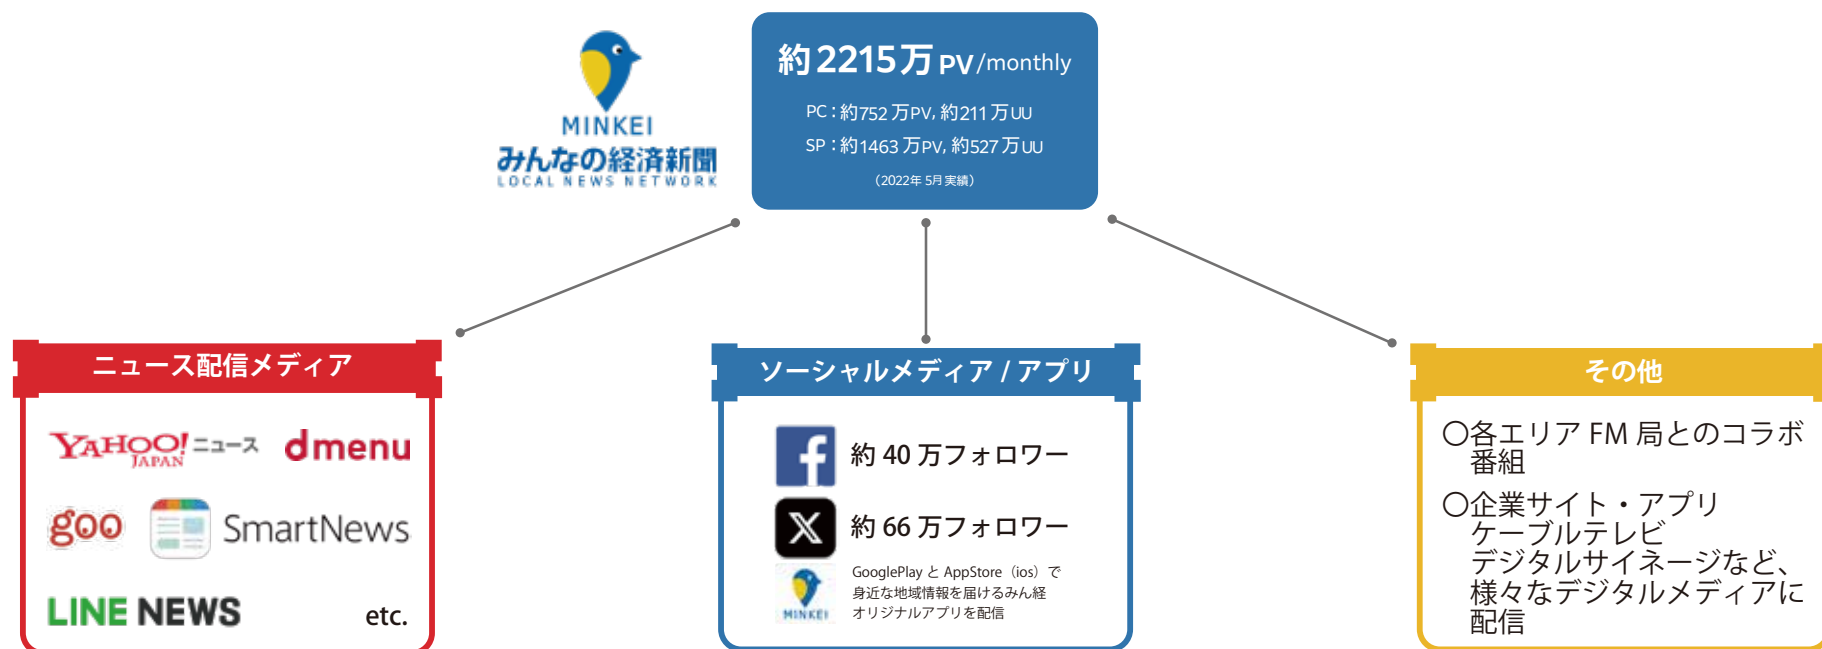 MINKEI
みんなの経済新聞
LOCAL NEWS NETWORK
約2215万PV/monthly
PC：約752万PV, 約211万UU
SP：約1463万PV, 約527万UU
（2022年 5月実績）
ニュース配信メディア
YAHOO! ニュース
JAPAN
dmenu
goo
SmartNews
LINE NEWS
etc.
ソーシャルメディア / アプリ
約 40 万フォロワー
約 66 万フォロワー
MINKEI
GooglePlay と AppStore（ios）で
身近な地域情報を届けるみん経
オリジナルアプリを配信
その他
〇各エリア FM 局とのコラボ
番組
〇企業サイト・アプリ
ケーブルテレビ
デジタルサイネージなど、
様々なデジタルメディアに
配信